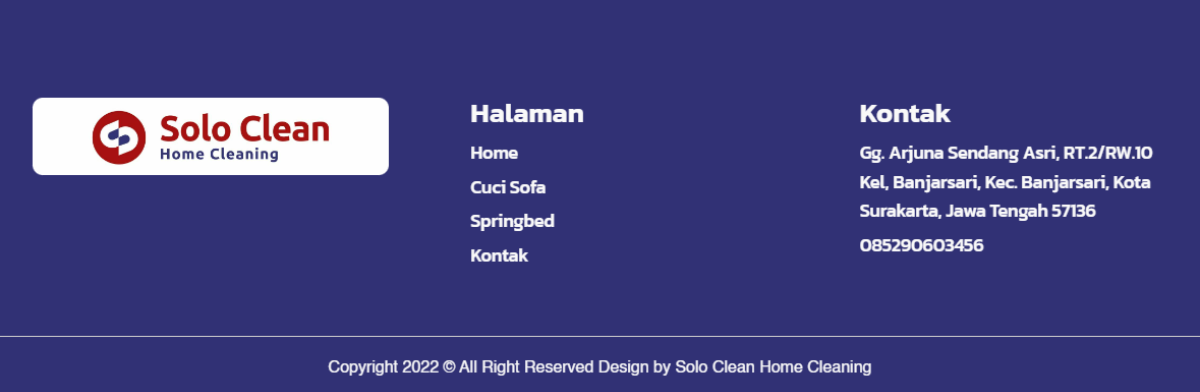 Solo Clean
Home Cleaning
Halaman
Home
Cuci Sofa
Springbed
Kontak
Kontak
Gg. Arjuna Sendang Asri, RT.2/RW.10
Kel, Banjarsari, Kec. Banjarsari, Kota
Surakarta, Jawa Tengah 57136
085290603456
Copyright 2022 © All Right Reserved Design by Solo Clean Home Cleaning